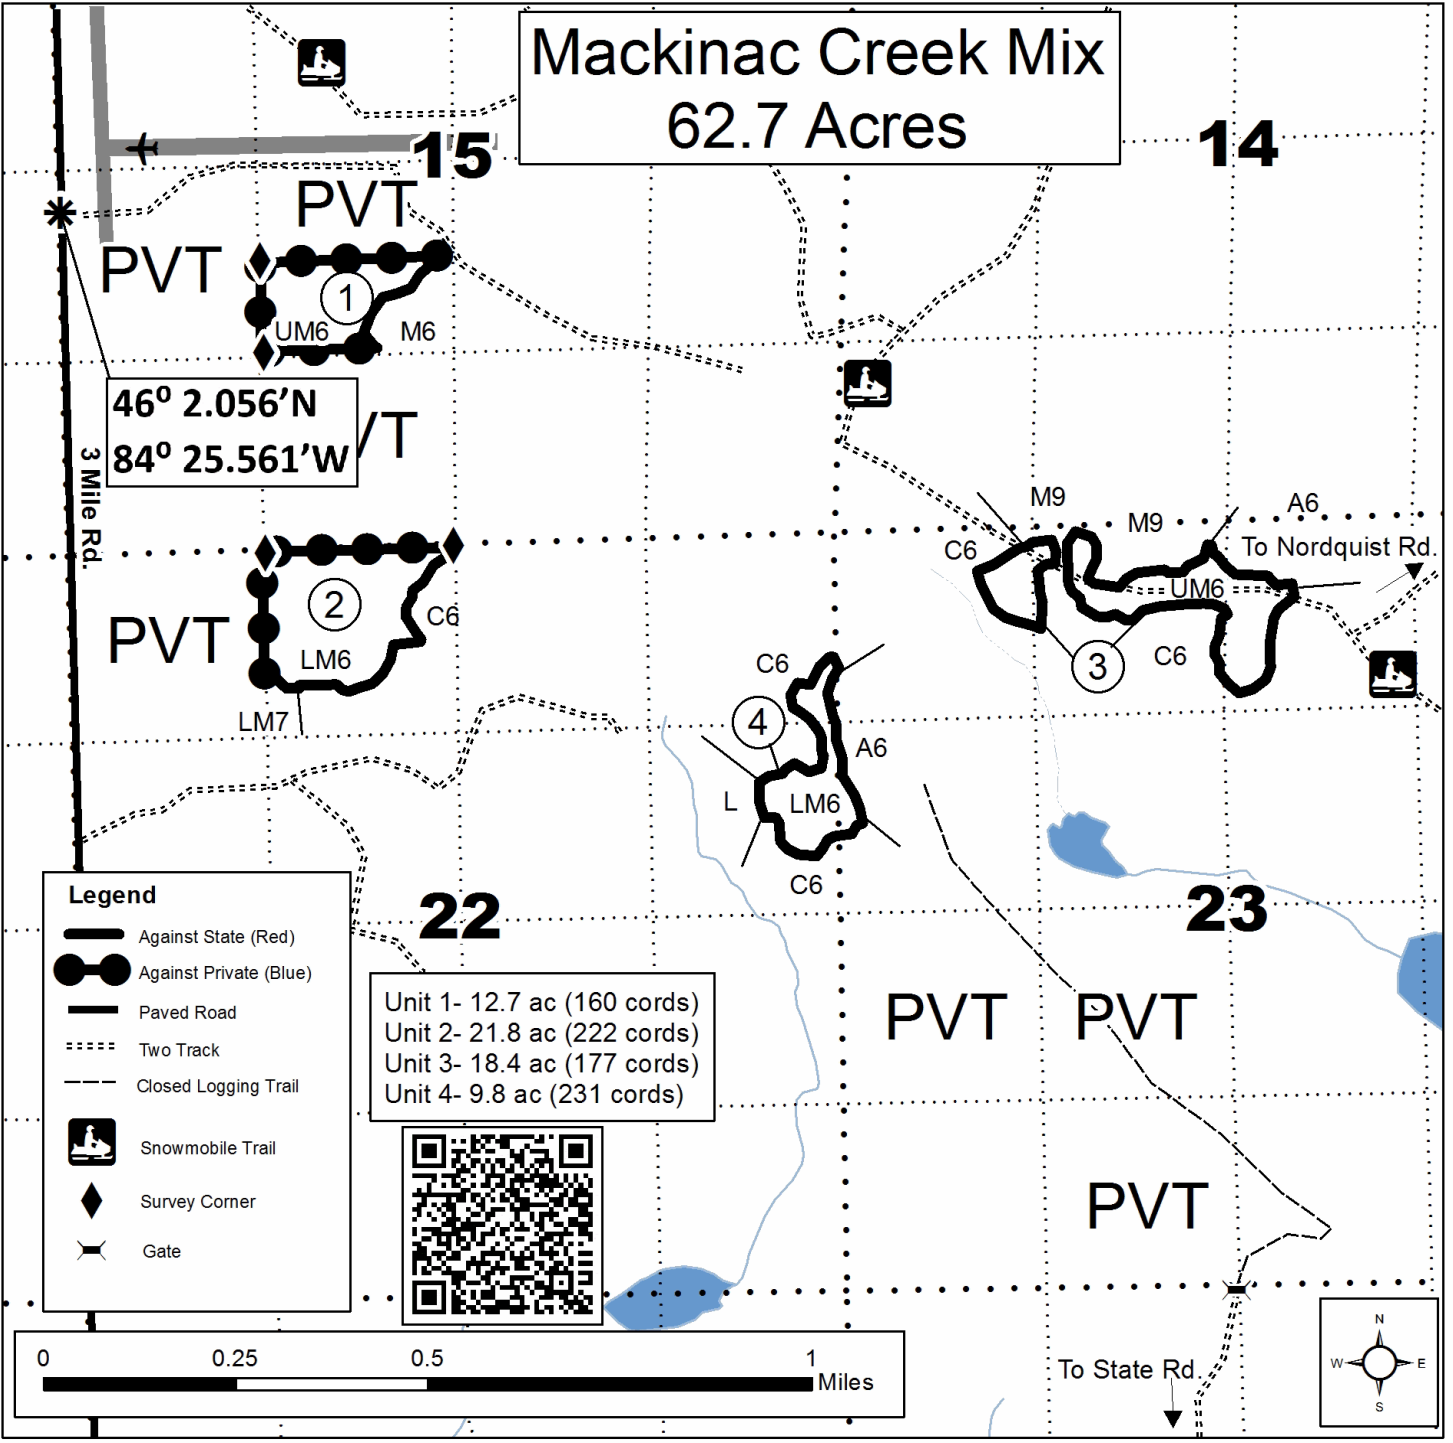 Mackinac Creek Mix
62.7 Acres
15
14
PVT
PVT
1
UM6
M6
46⁰ 2.056’N
84⁰ 25.561’W
VT
3 Mile Rd.
M9
M9
A6
C6
To Nordquist Rd.
UM6
2
C6
PVT
LM6
C6
3
C6
LM7
4
A6
L
LM6
C6
22
23
Legend
Against State (Red)
Against Private (Blue)
Paved Road
Two Track
Closed Logging Trail
Snowmobile Trail
Survey Corner
Gate
Unit 1- 12.7 ac (160 cords)
Unit 2- 21.8 ac (222 cords)
Unit 3- 18.4 ac (177 cords)
Unit 4- 9.8 ac (231 cords)
PVT
PVT
PVT
0
0.25
0.5
1
Miles
To State Rd.
N
W
E
S